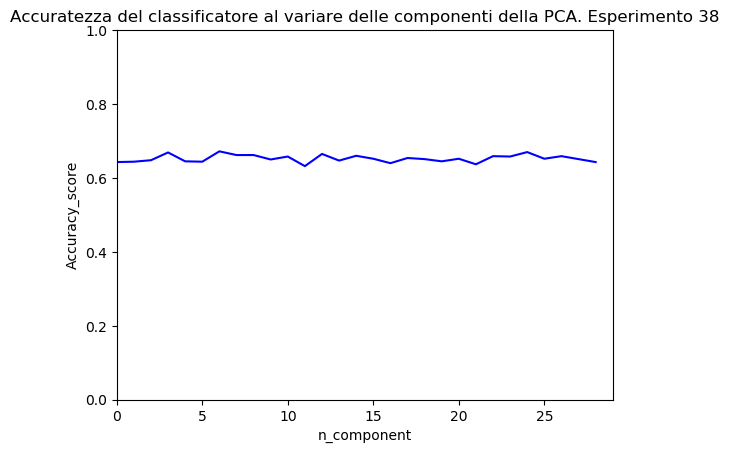 Accuratezza del classificatore al variare delle componenti della PCA. Esperimento 38
1.0
0.8
0.6
0.4
0.2
0.0
Accuracy_score
0 5 10 15 20 25
n_component